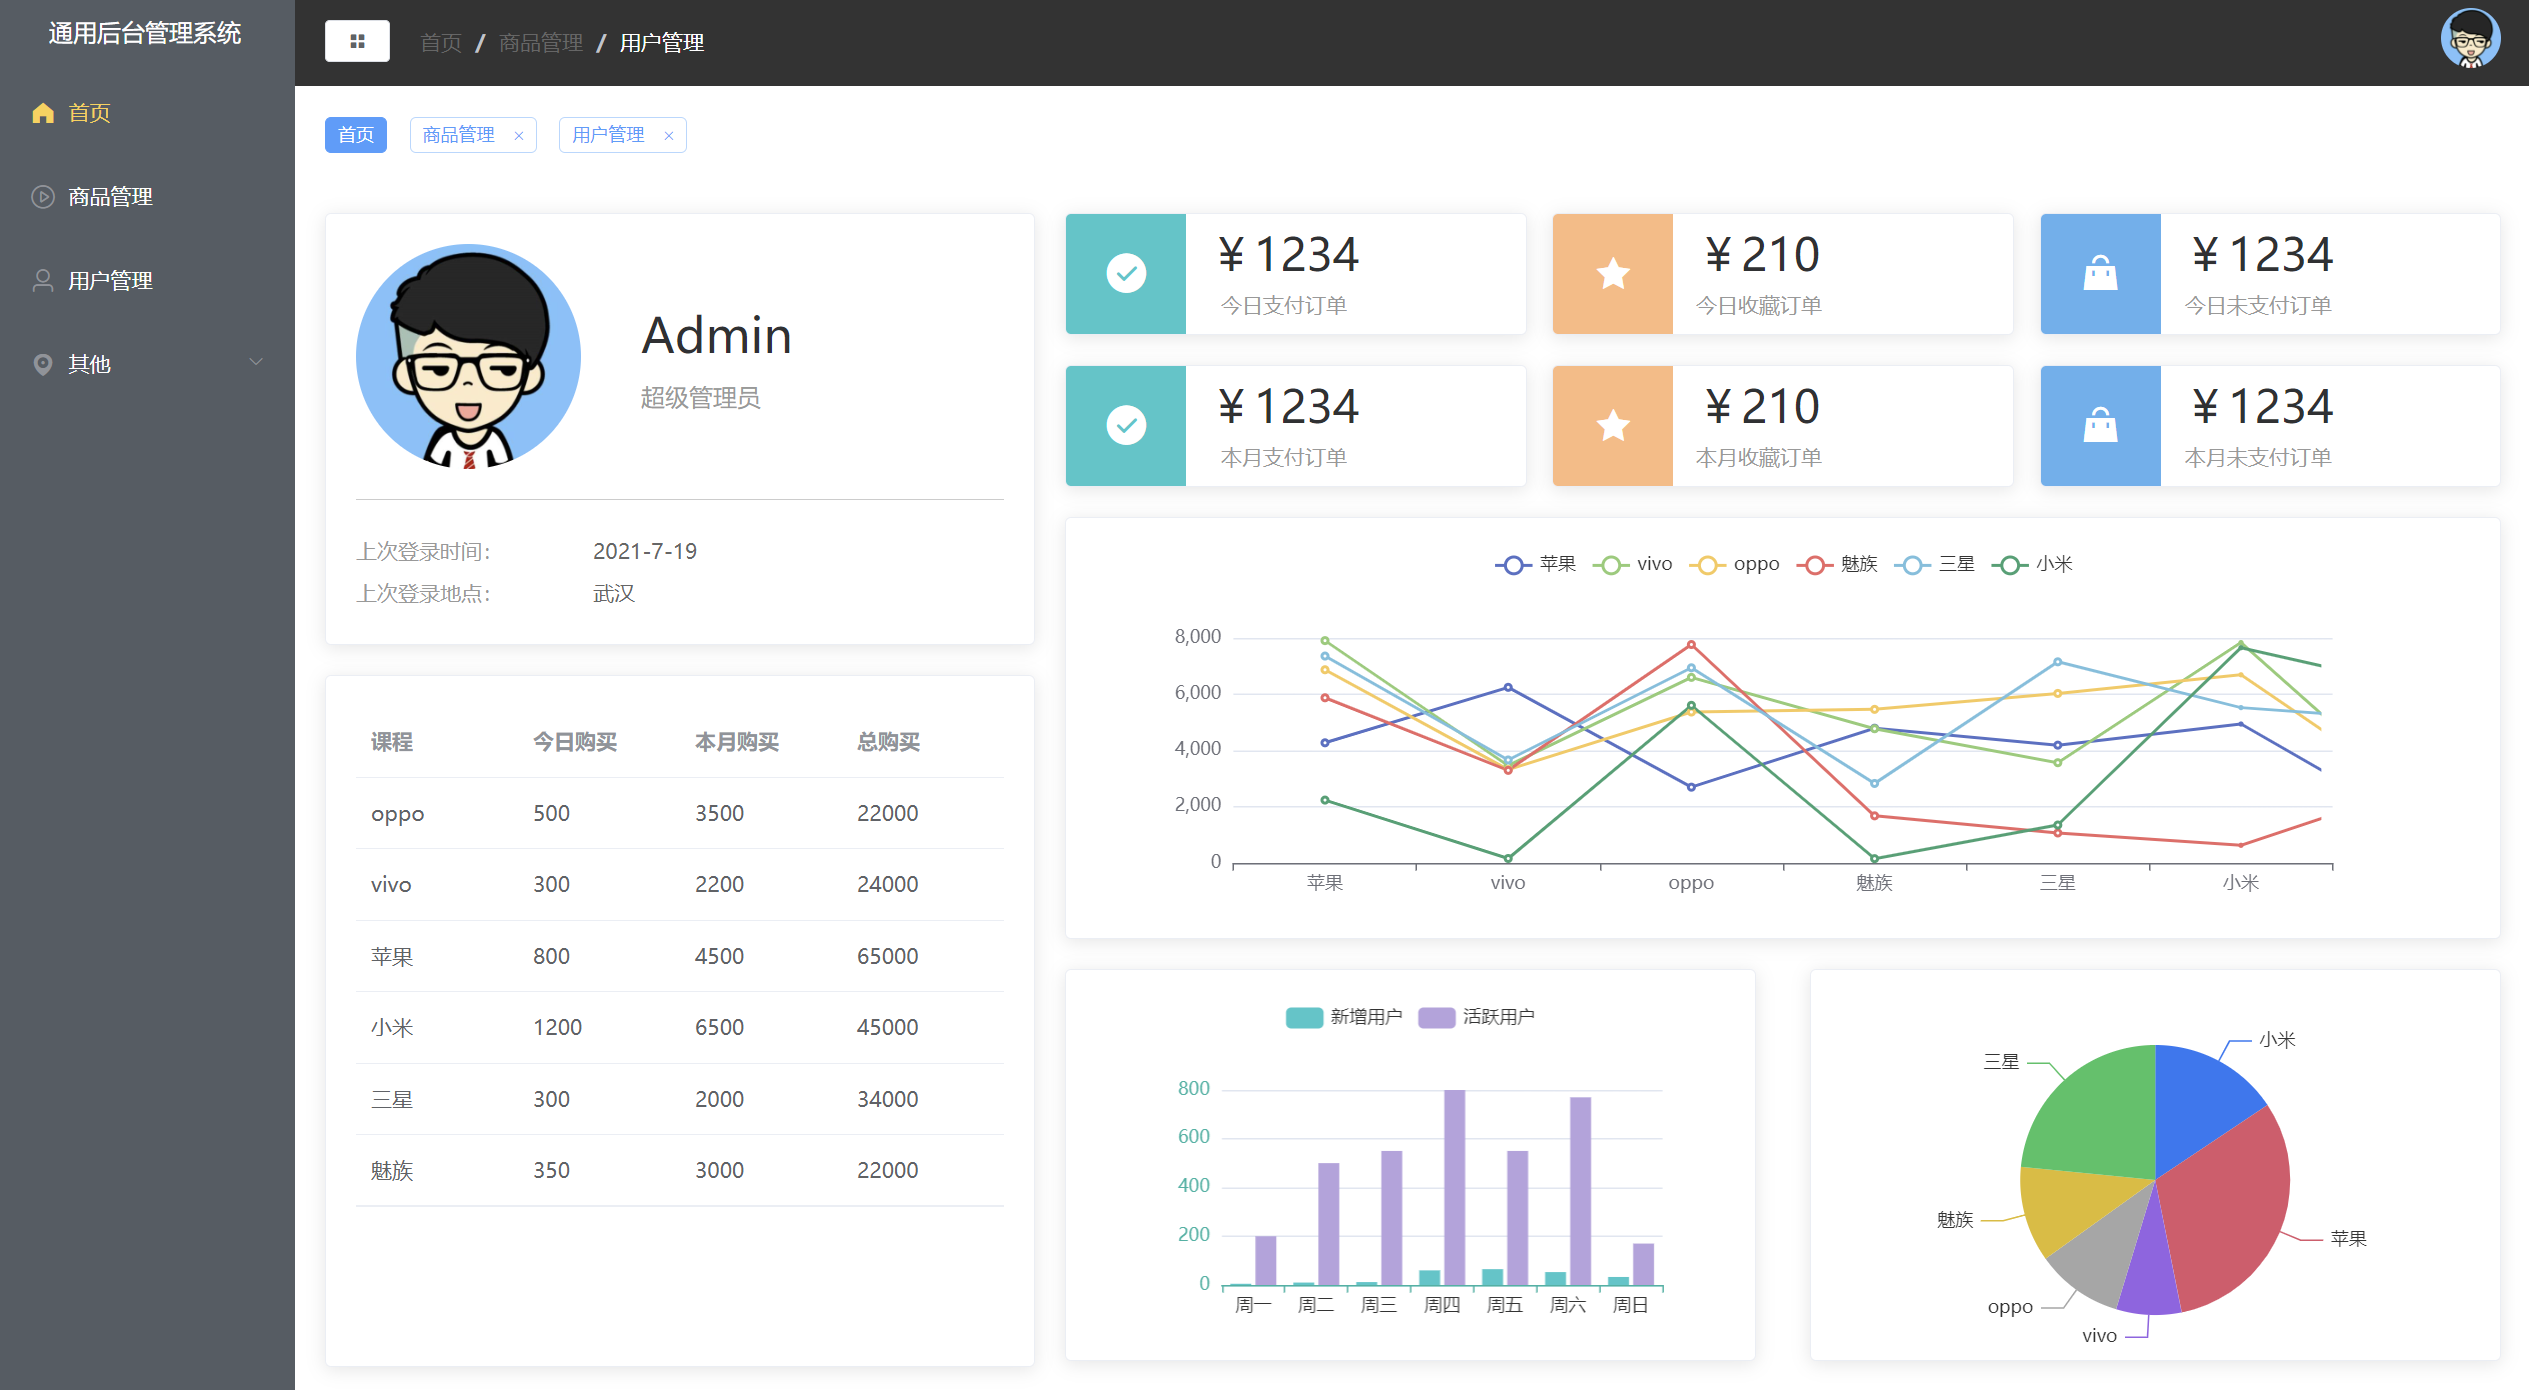 通用后台管理系统
首页
商品管理
用户管理
其他
首页 / 商品管理 / 用户管理
首页 商品管理 × 用户管理 ×
Admin
超级管理员
上次登录时间： 2021-7-19
上次登录地点： 武汉
课程 今日购买 本月购买 总购买
oppo 500 3500 22000
vivo 300 2200 24000
苹果 800 4500 65000
小米 1200 6500 45000
三星 300 2000 34000
魅族 350 3000 22000
¥ 1234
今日支付订单
¥ 210
今日收藏订单
¥ 1234
今日未支付订单
¥ 1234
本月支付订单
¥ 210
本月收藏订单
¥ 1234
本月未支付订单
苹果 vivo oppo 魅族 三星 小米
8,000
6,000
4,000
2,000
0
苹果 vivo oppo 魅族 三星 小米
新增用户 活跃用户
800
600
400
200
0
周一 周二 周三 周四 周五 周六 周日
小米
三星
魅族
苹果
oppo
vivo